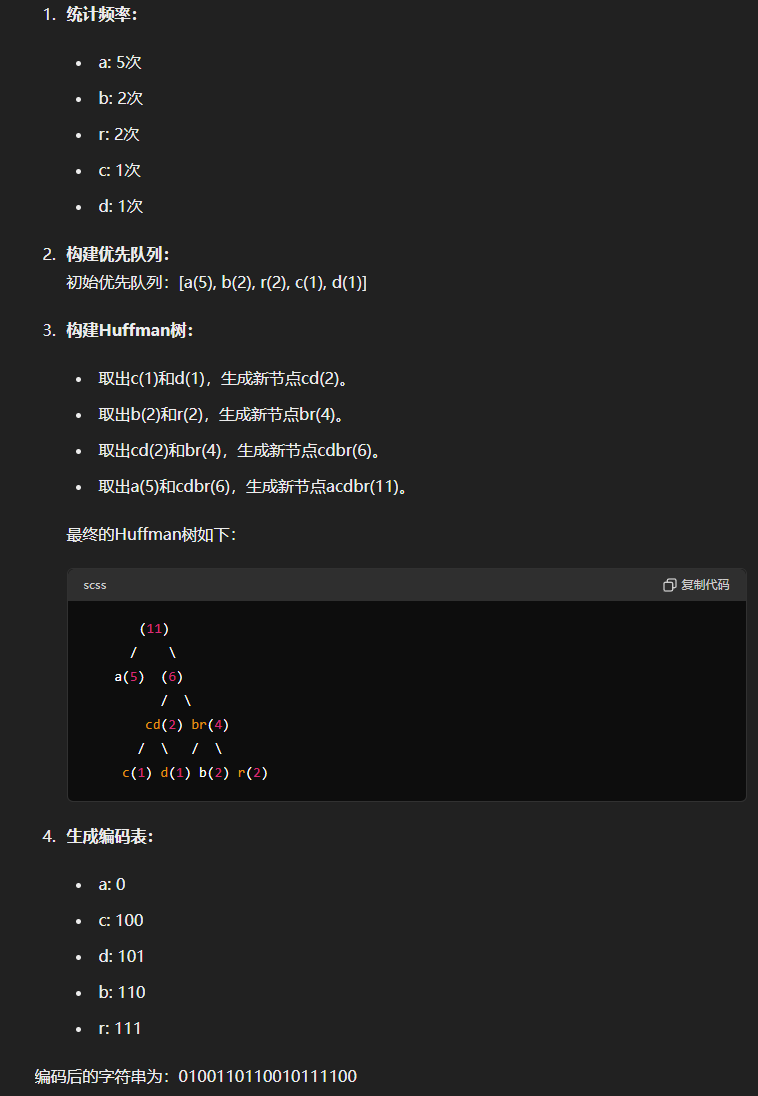 1. 统计频率：
• a: 5次
• b: 2次
• r: 2次
• c: 1次
• d: 1次
2. 构建优先队列：
初始优先队列：[a(5), b(2), r(2), c(1), d(1)]
3. 构建Huffman树：
• 取出c(1)和d(1)，生成新节点cd(2)。
• 取出b(2)和r(2)，生成新节点br(4)。
• 取出cd(2)和br(4)，生成新节点cdbr(6)。
• 取出a(5)和cdbr(6)，生成新节点acdbr(11)。
最终的Huffman树如下：
scss 复制代码
(11)
/ \
a(5) (6)
/ \
cd(2) br(4)
/ \ / \
c(1) d(1) b(2) r(2)
4. 生成编码表：
• a: 0
• c: 100
• d: 101
• b: 110
• r: 111
编码后的字符串为：0100110110010111100